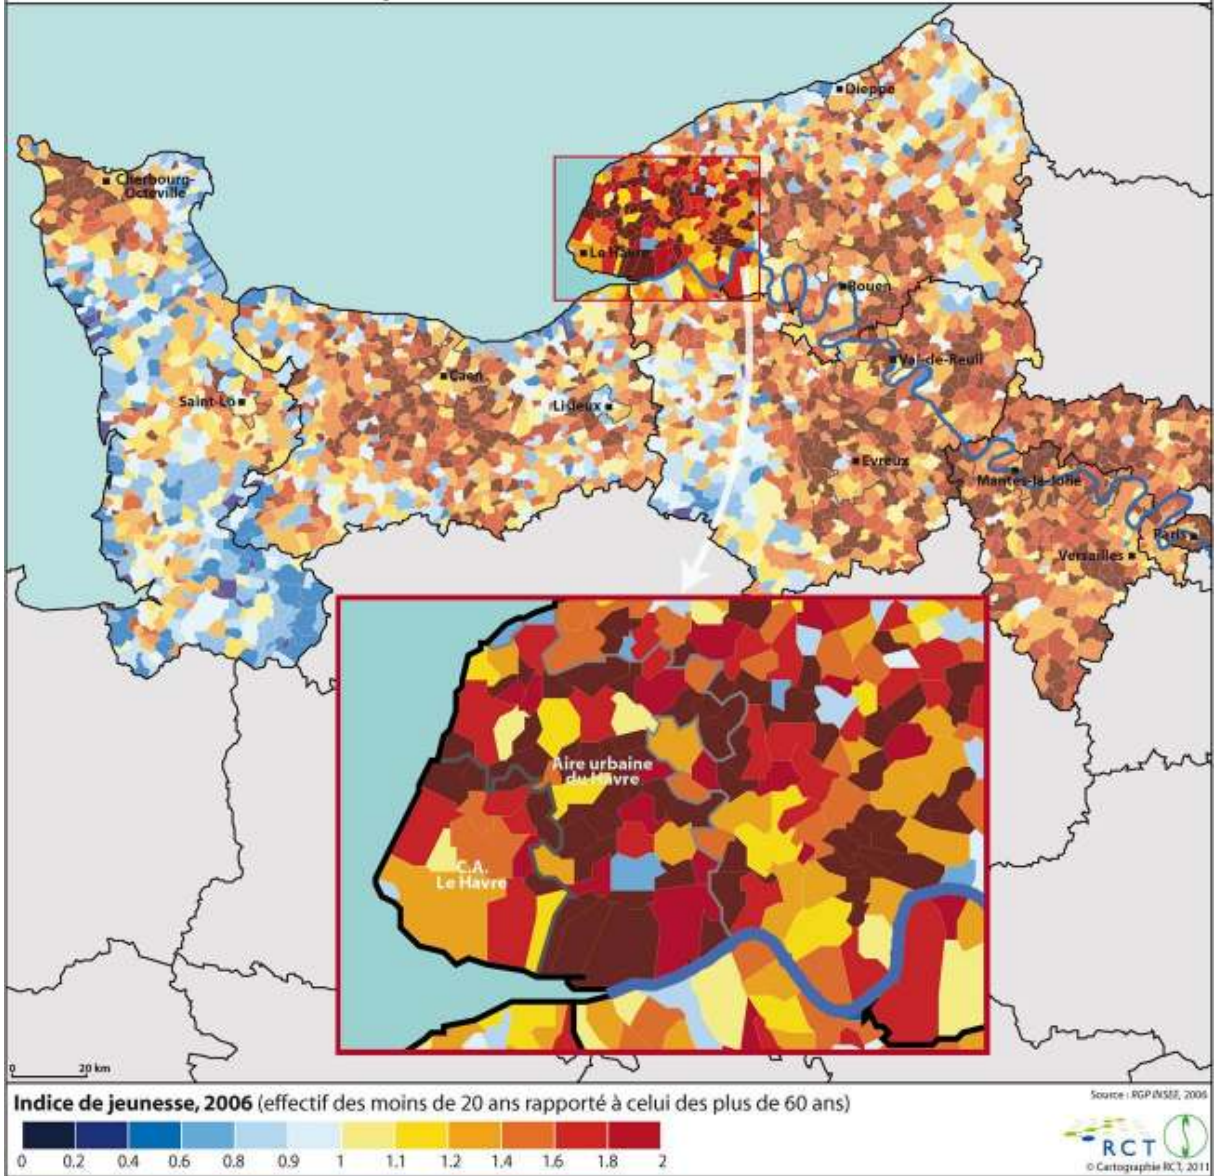 Dieppe
Cherbourg-
Octeville
Le Havre
Rouen
Val-de-Reuil
Caen
Saint-Lô
Lisieux
Evreux
Mantes-la-Jolie
Paris
Versailles
Aire urbaine
du Havre
C.A.
Le Havre
0 20 km
Indice de jeunesse, 2006 (effectif des moins de 20 ans rapporté à celui des plus de 60 ans)
Source : RGP INSEE, 2006
0 0.2 0.4 0.6 0.8 0.9 1 1.1 1.2 1.4 1.6 1.8 2
RCT
© Cartographie RCT, 2011